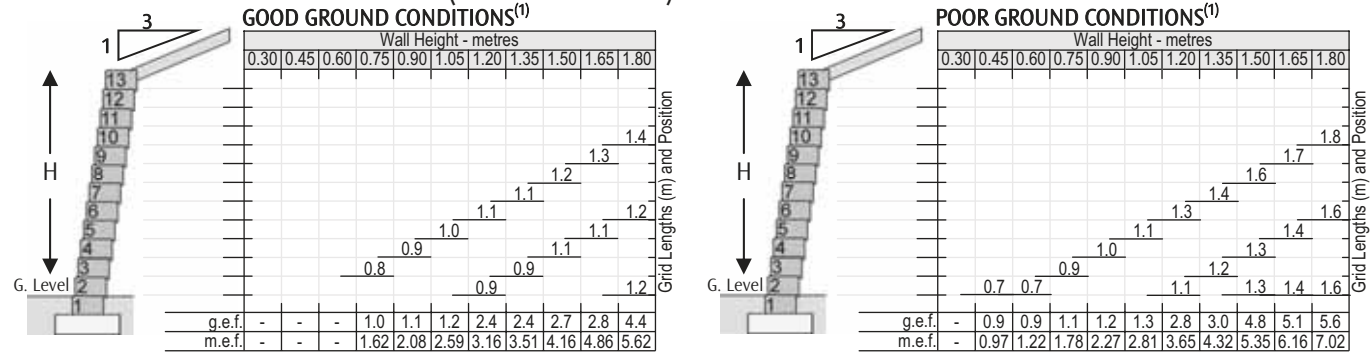 GOOD GROUND CONDITIONS(1)
3
1
Wall Height - metres
0.30 0.45 0.60 0.75 0.90 1.05 1.20 1.35 1.50 1.65 1.80
13
12
11
10
9
8
7
6
5
4
3
2
1
H
G. Level
1.4
1.3
1.2
1.1
1.1 1.2
1.0 1.1
0.9 1.1
0.8 0.9
0.9 1.2
Grid Lengths (m) and Position
g.e.f. - - - 1.0 1.1 1.2 2.4 2.4 2.7 2.8 4.4
m.e.f. - - - 1.62 2.08 2.59 3.16 3.51 4.16 4.86 5.62
POOR GROUND CONDITIONS(1)
3
1
Wall Height - metres
0.30 0.45 0.60 0.75 0.90 1.05 1.20 1.35 1.50 1.65 1.80
13
12
11
10
9
8
7
6
5
4
3
2
1
H
G. Level
1.8
1.7
1.6
1.4
1.3 1.6
1.1 1.4
1.0 1.3
0.9 1.2
0.7 0.7 1.1 1.3 1.4 1.6
Grid Lengths (m) and Position
g.e.f. - 0.9 0.9 1.1 1.2 1.3 2.8 3.0 4.8 5.1 5.6
m.e.f. - 0.97 1.22 1.78 2.27 2.81 3.65 4.32 5.35 6.16 7.02